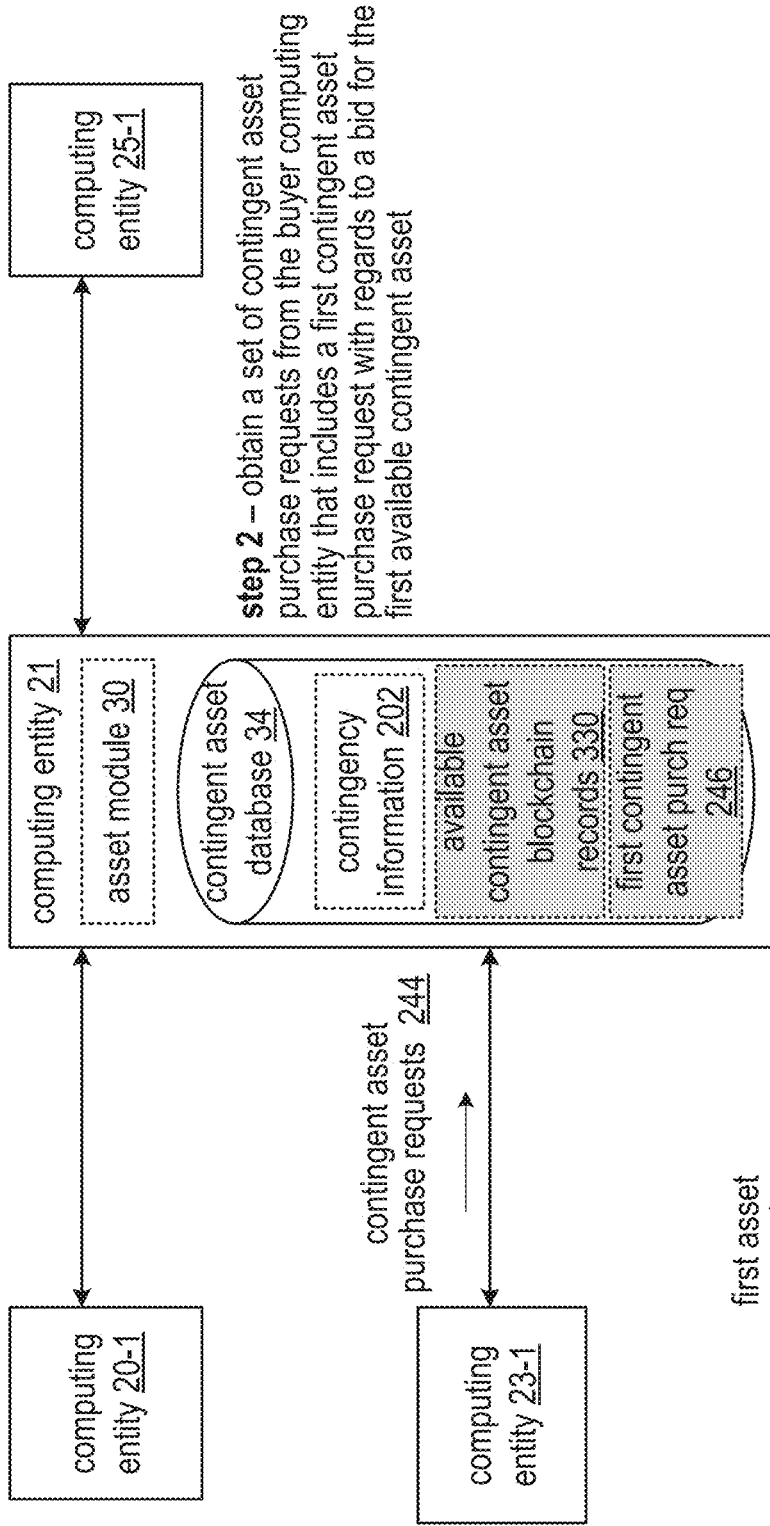 computing
entity 20-1
computing entity 21
asset module 30
contingent asset
database 34
contingency
information 202
available
contingent asset
blockchain
records 330
first contingent
asset purch req
246
computing
entity 25-1
step 2 – obtain a set of contingent asset
purchase requests from the buyer computing
entity that includes a first contingent asset
purchase request with regards to a bid for the
first available contingent asset
contingent asset
purchase requests 244
computing
entity 23-1
first asset